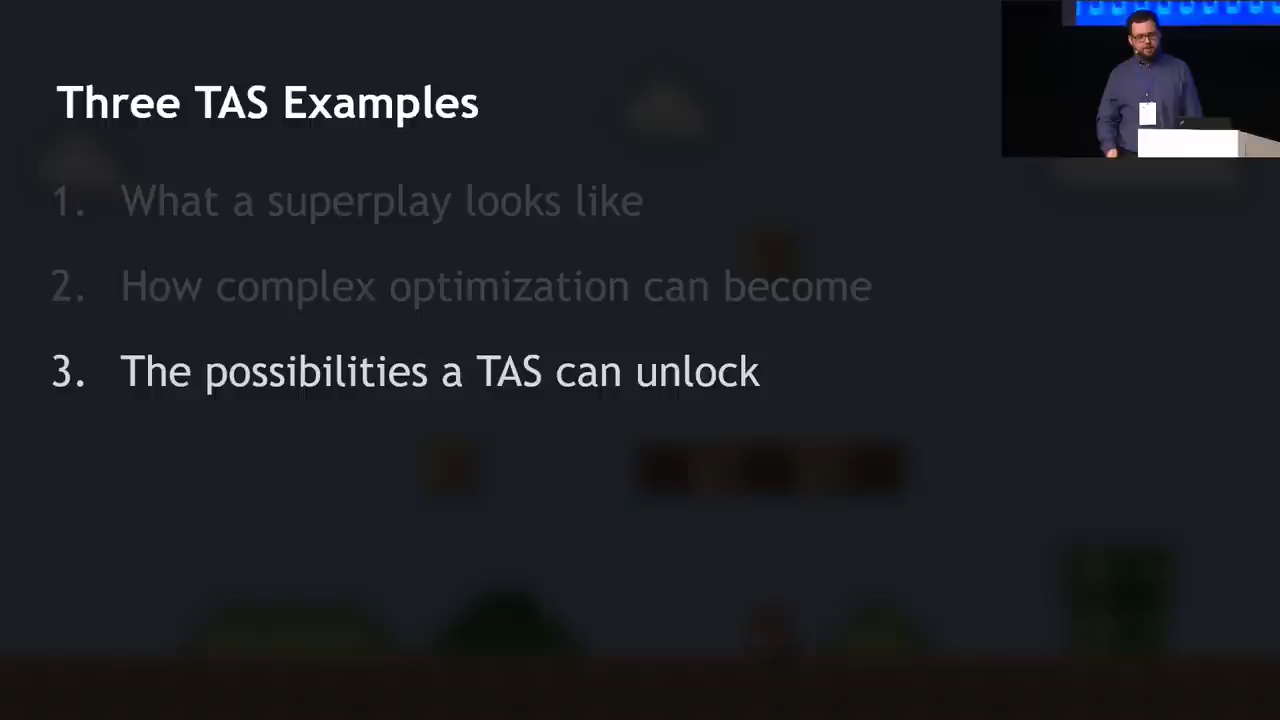 Three TAS Examples
1. What a superplay looks like
2. How complex optimization can become
3. The possibilities a TAS can unlock